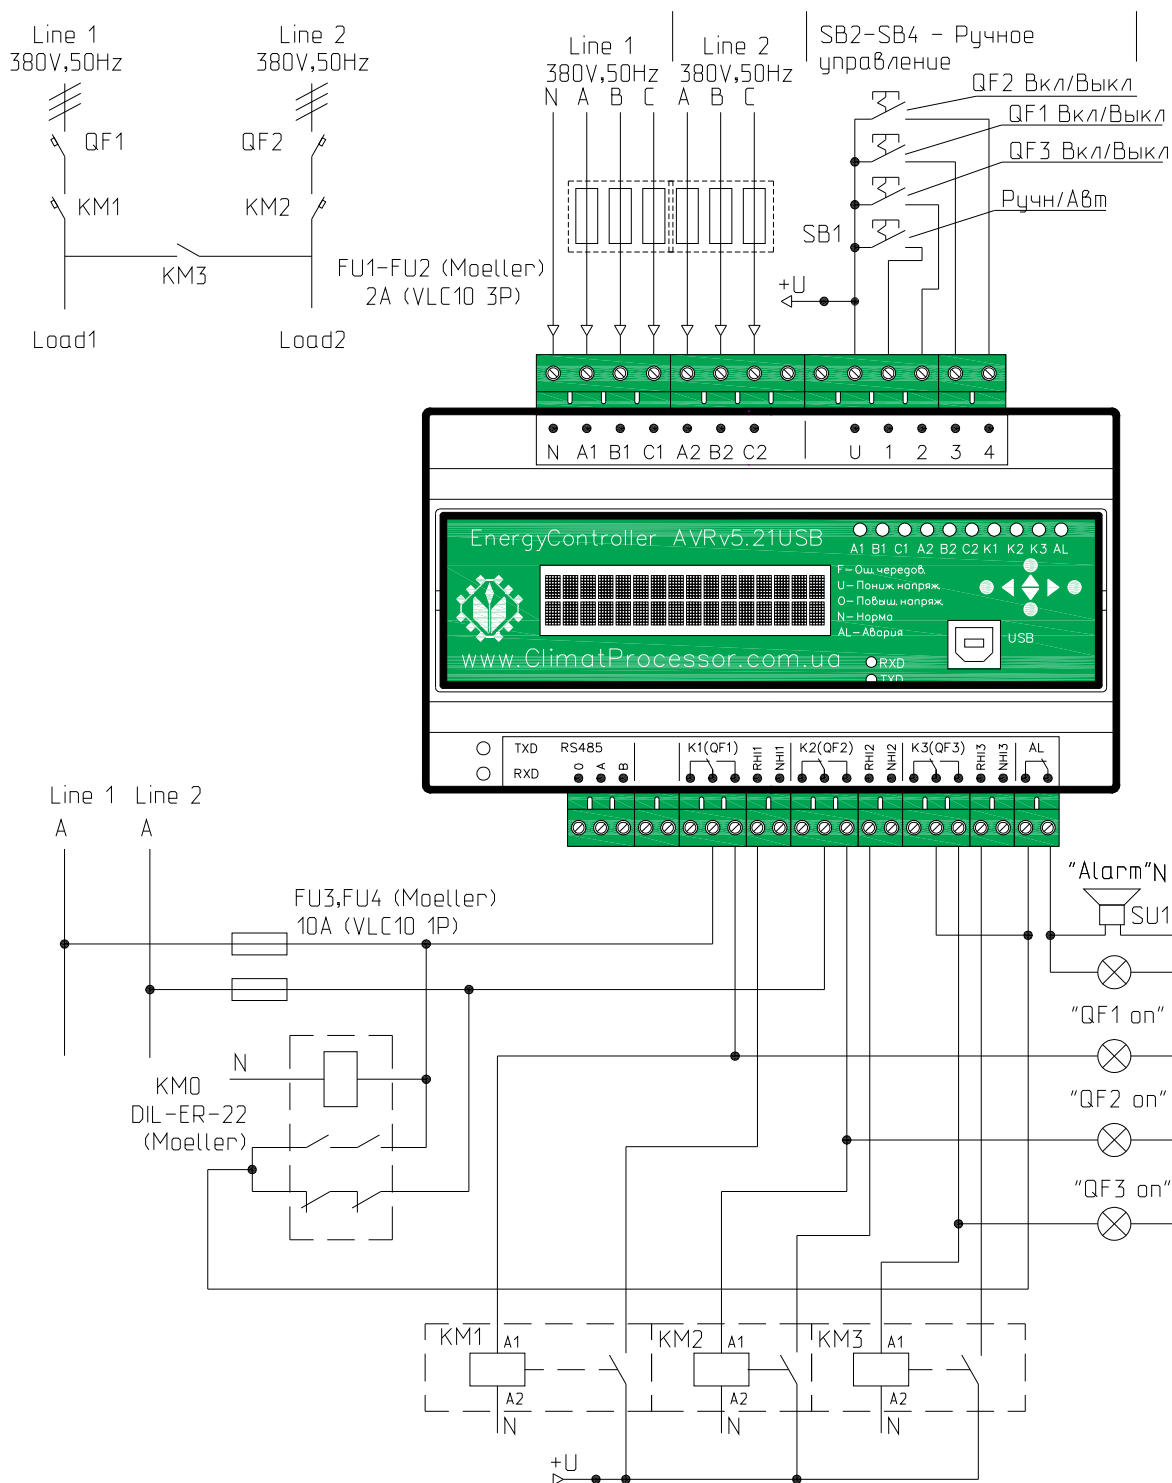 Line 1
380V,50Hz
Line 2
380V,50Hz
QF1
QF2
KM1
KM2
KM3
Load1
Load2
Line 1
380V,50Hz
Line 2
380V,50Hz
N A B C A B C
FU1-FU2 (Moeller)
2A (VLC10 3P)
SB2-SB4 - Ручное
управление
QF2 Вкл/Выкл
QF1 Вкл/Выкл
QF3 Вкл/Выкл
Ручн/Авт
SB1
+U
N A1 B1 C1 A2 B2 C2 U 1 2 3 4
EnergyController AVRv5.21USB
A1 B1 C1 A2 B2 C2 K1 K2 K3 AL
F-Ош. чередов.
U-Пониж. напряж.
O-Повыш. напряж.
N-Норма
AL-Авария
USB
www.ClimatProcessor.com.ua
RXD
TXD
TXD
RXD
RS485
0 A B
K1(QF1)
RHI1
NHI1
K2(QF2)
RHI2
NHI2
K3(QF3)
RHI3
NHI3
AL
Line 1 Line 2
A A
FU3,FU4 (Moeller)
10A (VLC10 1P)
"Alarm" N
SU1
"QF1 on"
"QF2 on"
"QF3 on"
N
KM0
DIL-ER-22
(Moeller)
KM1
A1
A2
N
KM2
A1
A2
N
KM3
A1
A2
N
+U